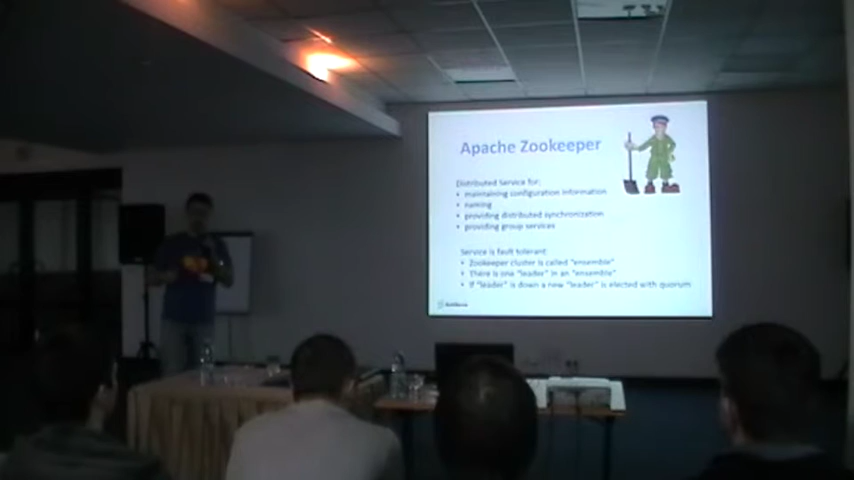 Apache Zookeeper
Distributed Service for:
• maintaining configuration information
• naming
• providing distributed synchronization
• providing group services
Service is fault tolerant:
• Zookeeper cluster is called "ensemble"
• There is one "leader" in an "ensemble"
• If "leader" is down a new "leader" is elected with quorum